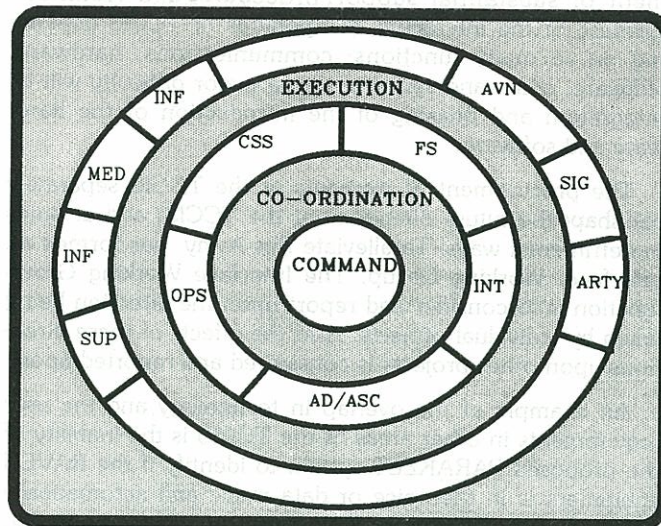 INF
EXECUTION
AVN
MED
CSS
FS
SIG
CO-ORDINATION
INF
COMMAND
OPS
INT
ARTY
SUP
AD/ASC